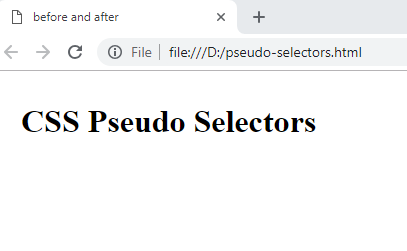 before and after
File file:///D:/pseudo-selectors.html
CSS Pseudo Selectors